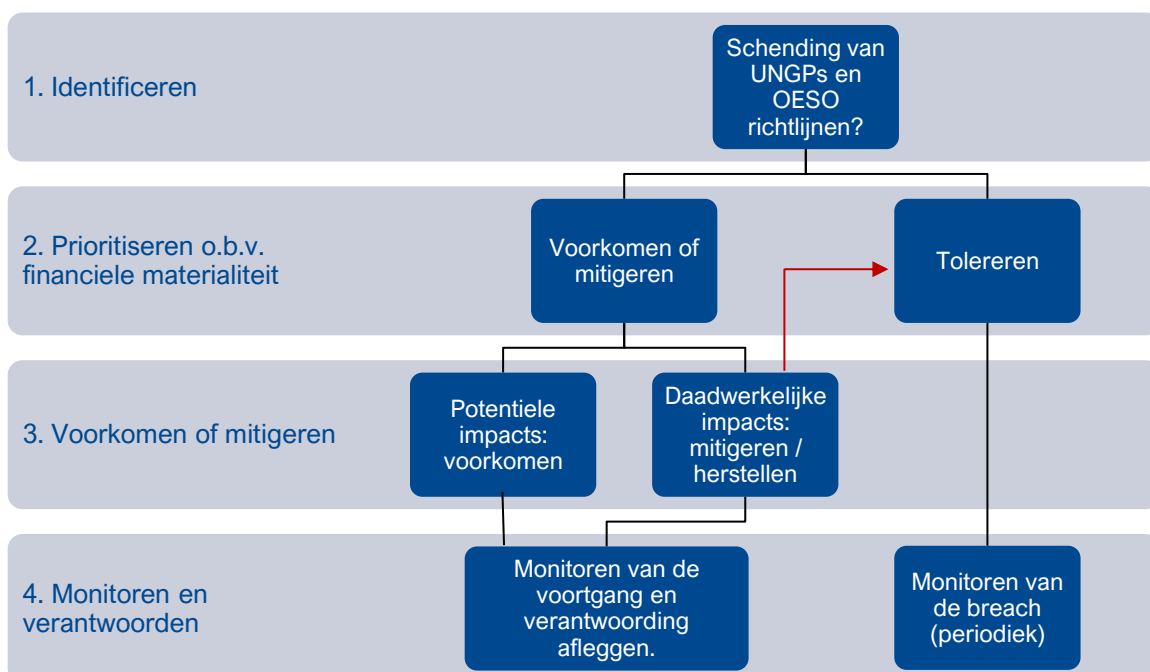 1. Identificeren
Schending van
UNGPs en
OESO
richtlijnen?
2. Prioritiseren o.b.v.
financiele materialiteit
Voorkomen of
mitigeren
Tolereren
3. Voorkomen of mitigeren
Potentiele
impacts:
voorkomen
Daadwerkelijke
impacts:
mitigeren /
herstellen
4. Monitoren en
verantwoorden
Monitoren van de
voortgang en
verantwoording
afleggen.
Monitoren van
de breach
(periodiek)